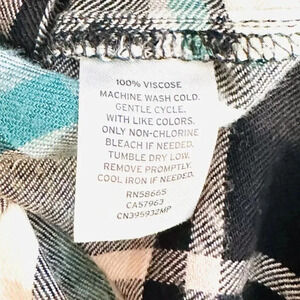 100% VISCOSE
MACHINE WASH COLD.
GENTLE CYCLE.
WITH LIKE COLORS.
ONLY NON-CHLORINE
BLEACH IF NEEDED.
TUMBLE DRY LOW.
REMOVE PROMPTLY.
COOL IRON IF NEEDED.
RN58665
CA57963
CN395932MP